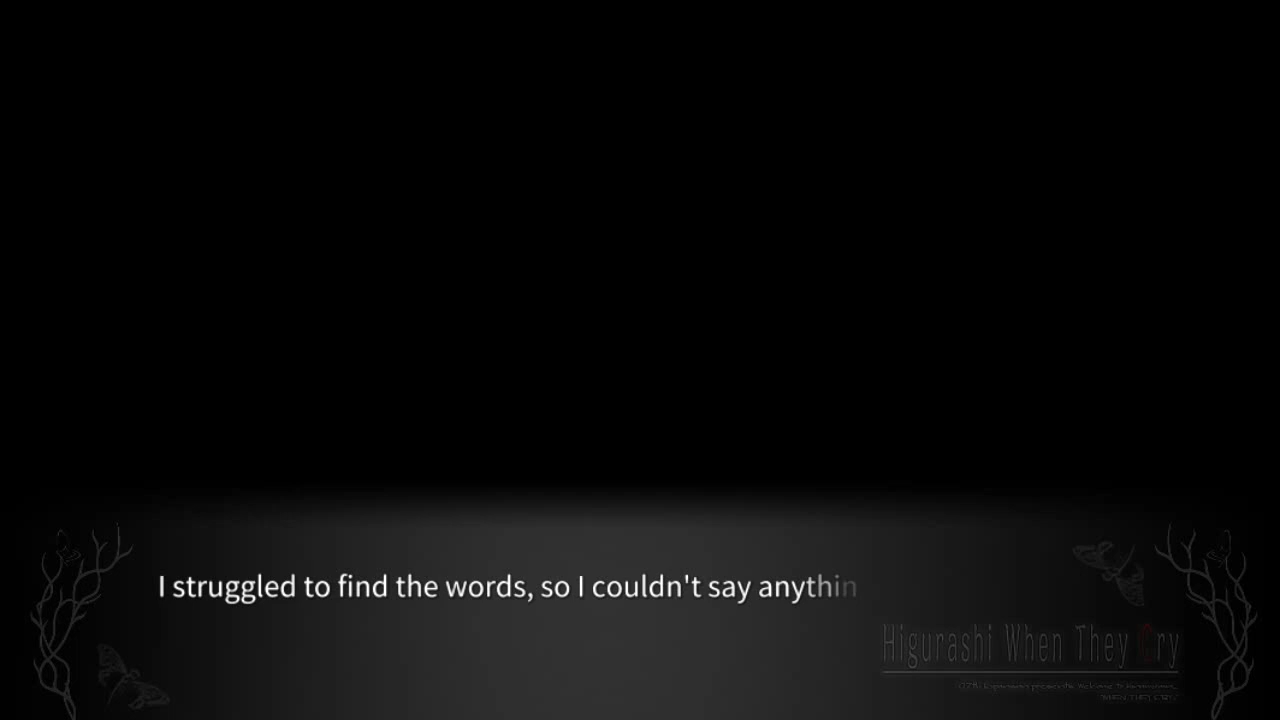 I struggled to find the words, so I couldn't say anythin
Higurashi When They Cry